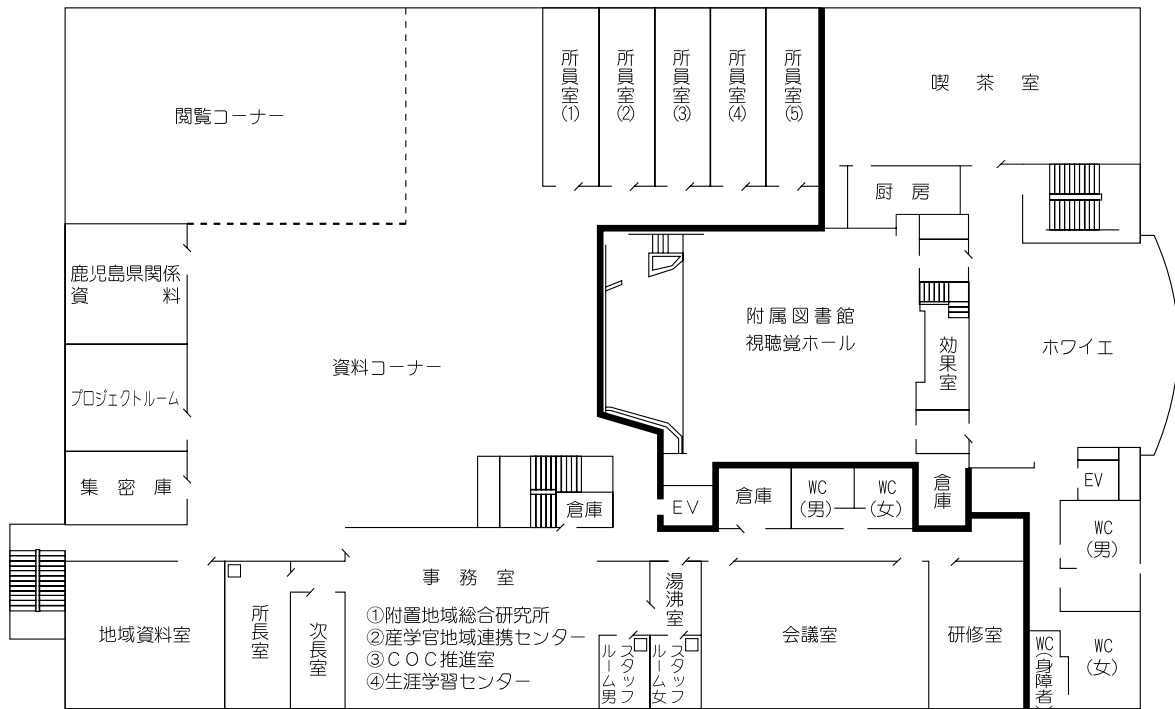 所員室(1)
所員室(2)
所員室(3)
所員室(4)
所員室(5)
喫茶室
閲覧コーナー
厨房
鹿児島県関係
資料
附属図書館
視聴覚ホール
ホワイエ
効果室
資料コーナー
プロジェクトルーム
集密庫
倉庫
EV
倉庫
WC
(男)
WC
(女)
倉庫
EV
WC
(男)
事務室
湯沸室
地域資料室
所長室
次長室
①附置地域総合研究所
②産学官地域連携センター
③COC推進室
④生涯学習センター
スタッフ
ルーム男
スタッフ
ルーム女
会議室
研修室
WC(身障者)
WC
(女)